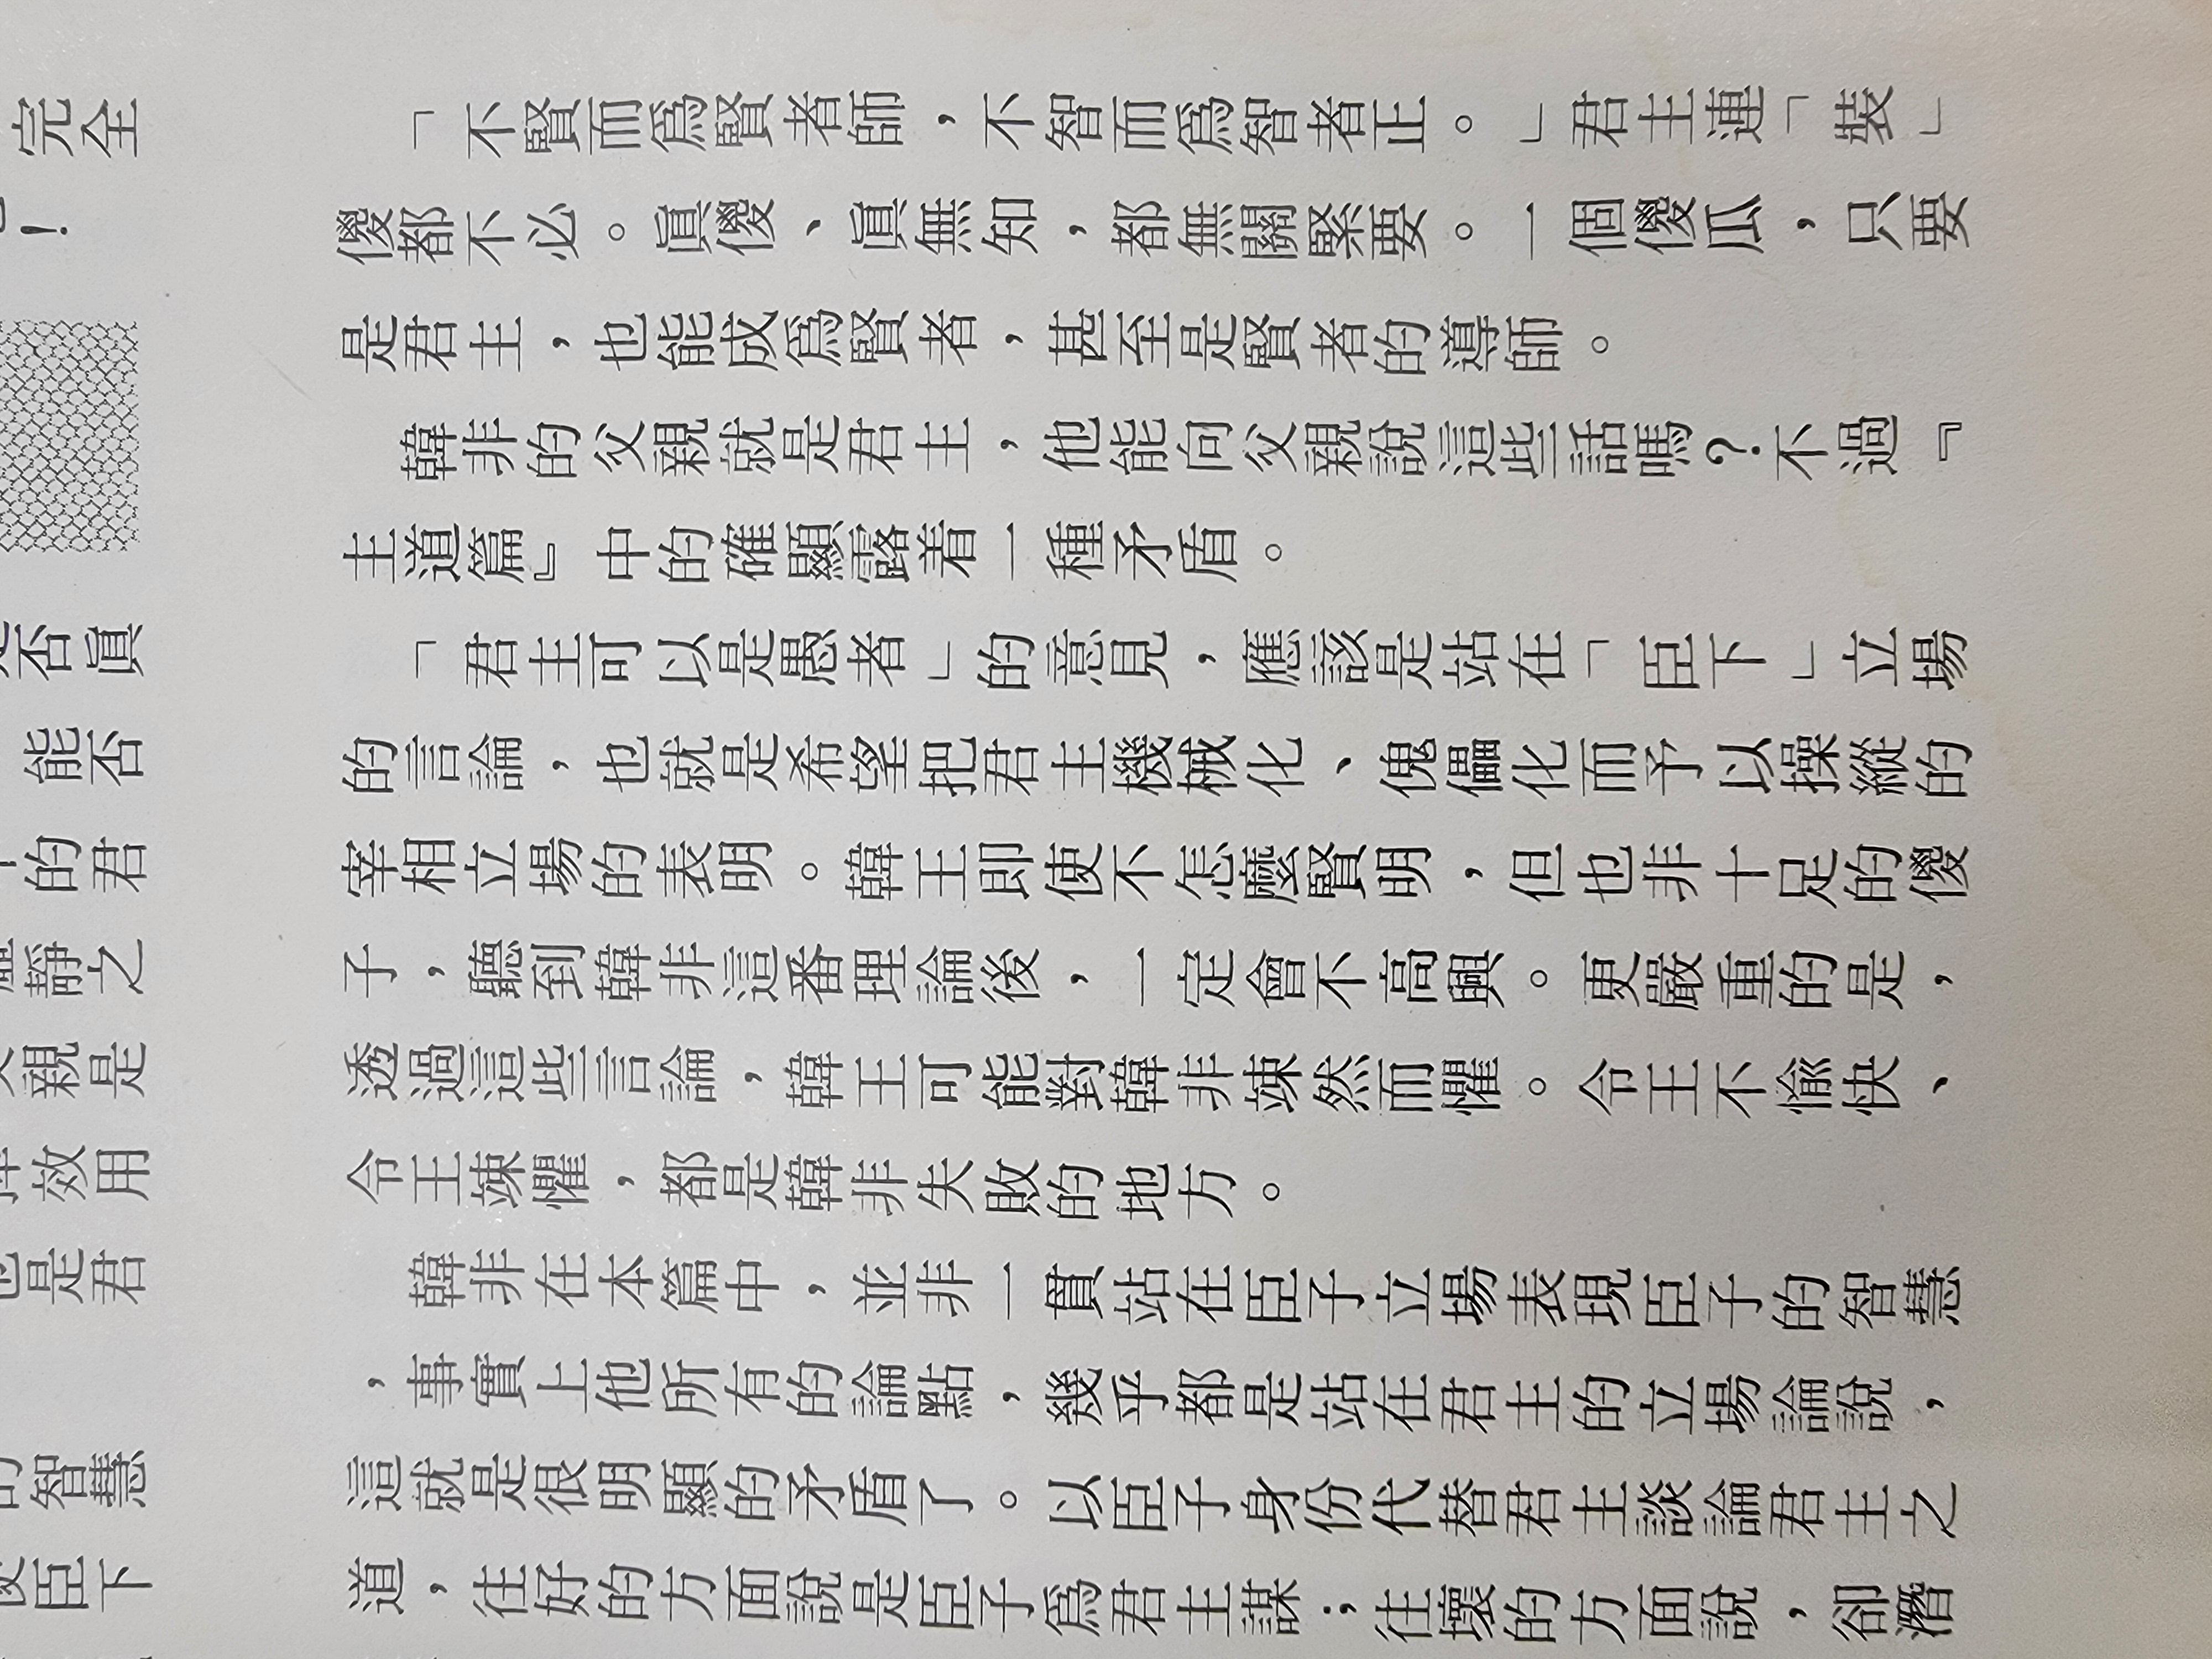 完全
！
否眞
能否
的君
靜之
親是
效用
是君
智慧
臣下
「不賢而爲賢者師，不智而爲智者正。」君主連「裝」
傻都不必。眞傻、眞無知，都無關緊要。一個傻瓜，只要
是君主，也能成爲賢者，甚至是賢者的導師。
韓非的父親就是君主，他能向父親說這些話嗎？不過『
主道篇』中的確顯露着一種矛盾。
「君主可以是愚者」的意見，應該是站在「臣下」立場
的言論，也就是希望把君主機械化、傀儡化而予以操縱的
宰相立場的表明。韓王即使不怎麼賢明，但也非十足的傻
子，聽到韓非這番理論後，一定會不高興。更嚴重的是，
透過這些言論，韓王可能對韓非竦然而懼。令王不愉快、
令王竦懼，都是韓非失敗的地方。
韓非在本篇中，並非一貫站在臣子立場表現臣子的智慧
，事實上他所有的論點，幾乎都是站在君主的立場論說，
這就是很明顯的矛盾了。以臣子身份代替君主談論君主之
道，往好的方面說是臣子爲君主謀；往壞的方面說，卻潛